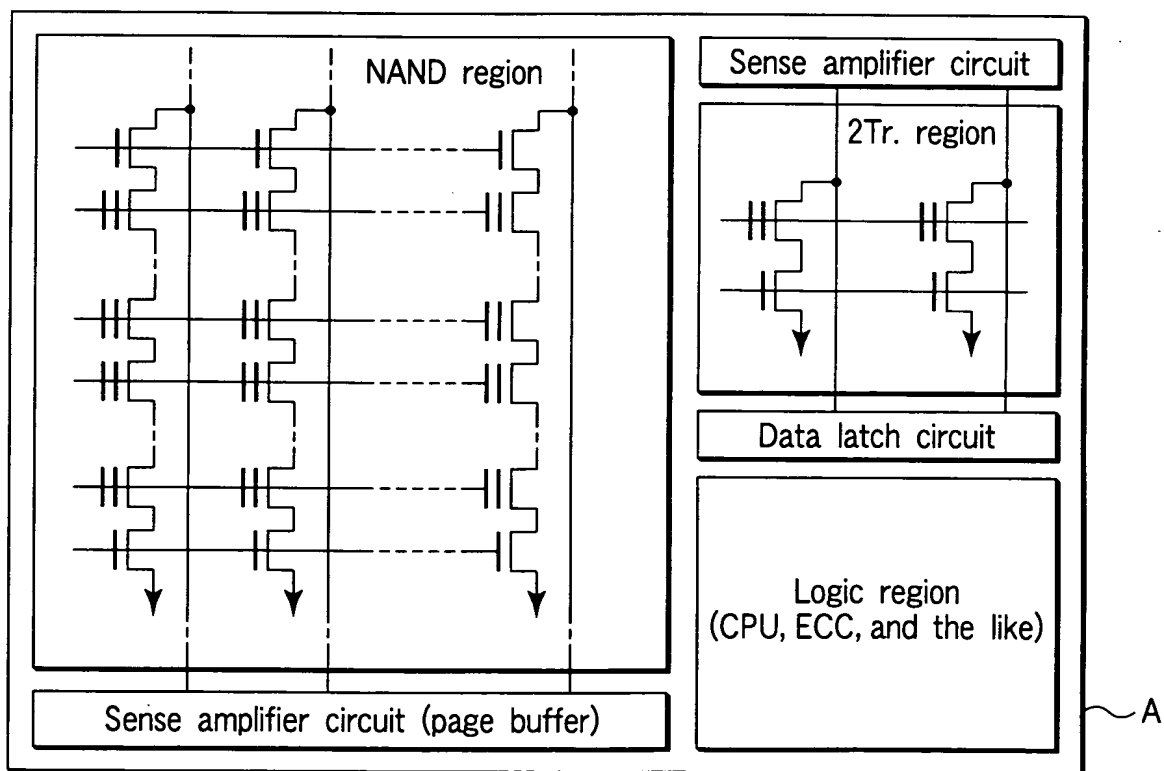 NAND region
Sense amplifier circuit (page buffer)
Sense amplifier circuit
2Tr. region
Data latch circuit
Logic region
(CPU, ECC, and the like)
A